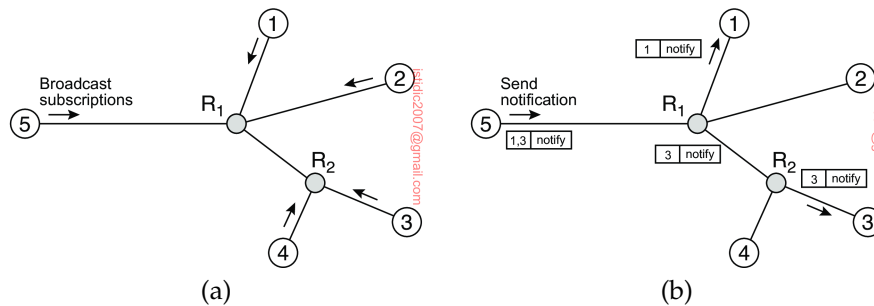 1
2
Broadcast
subscriptions
R1
5
R2
3
4
istidic2007@gmail.com
(a)
1
1 notify
2
Send
notification
R1
5
1,3 notify
3 notify
R2
3 notify
3
4
(b)